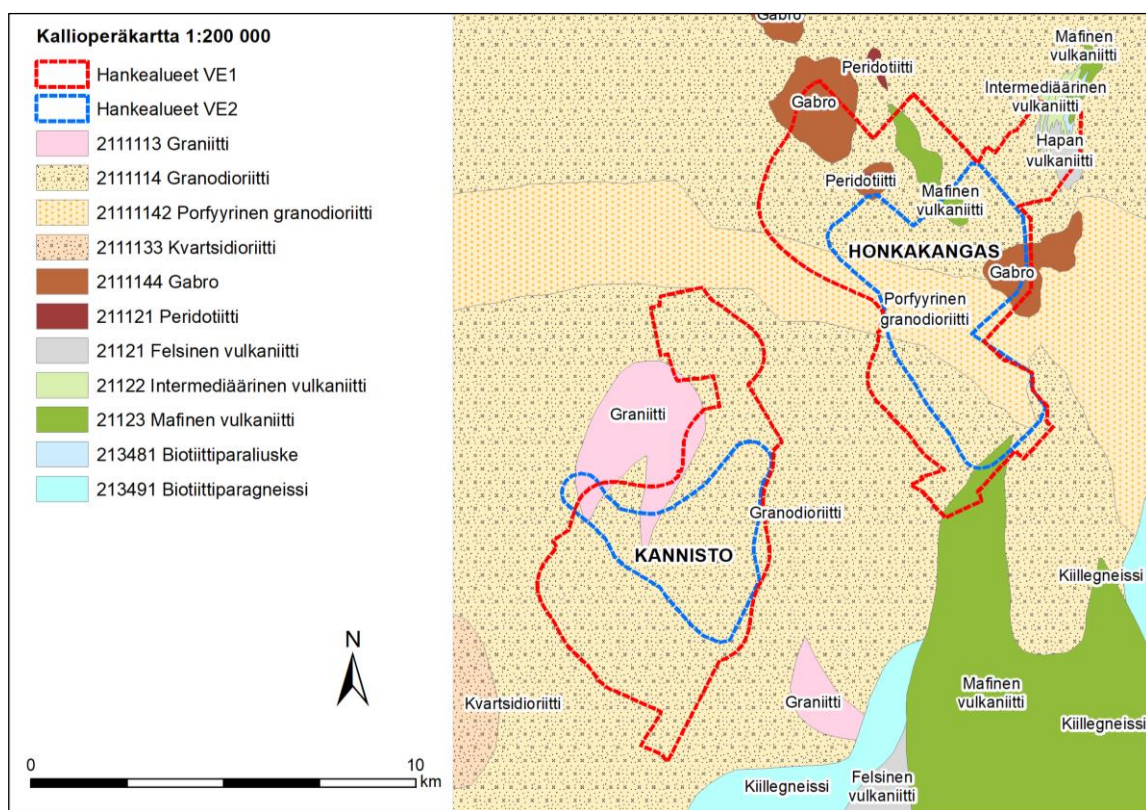 Kallioperäkartta 1:200 000
Hankealueet VE1
Hankealueet VE2
2111113 Graniitti
2111114 Granodioriitti
21111142 Porfyyrinen granodioriitti
2111133 Kvartsidioriitti
2111144 Gabro
211121 Peridotiitti
21121 Felsinen vulkaniitti
21122 Intermediäärinen vulkaniitti
21123 Mafinen vulkaniitti
213481 Biotiittiparaliuske
213491 Biotiittiparagneissi
N
0
10
km
Gabro
Mafinen
vulkaniitti
Peridotiitti
Gabro
Intermediäärinen
vulkaniitti
Hapan
vulkaniitti
Peridotiitti
Mafinen
vulkaniitti
HONKAKANGAS
Gabro
Porfyyrinen
granodioriitti
Graniitti
Granodioriitti
KANNISTO
Kiillegneissi
Kvartsidioriitti
Graniitti
Mafinen
vulkaniitti
Kiillegneissi
Kiillegneissi
Felsinen
vulkaniitti